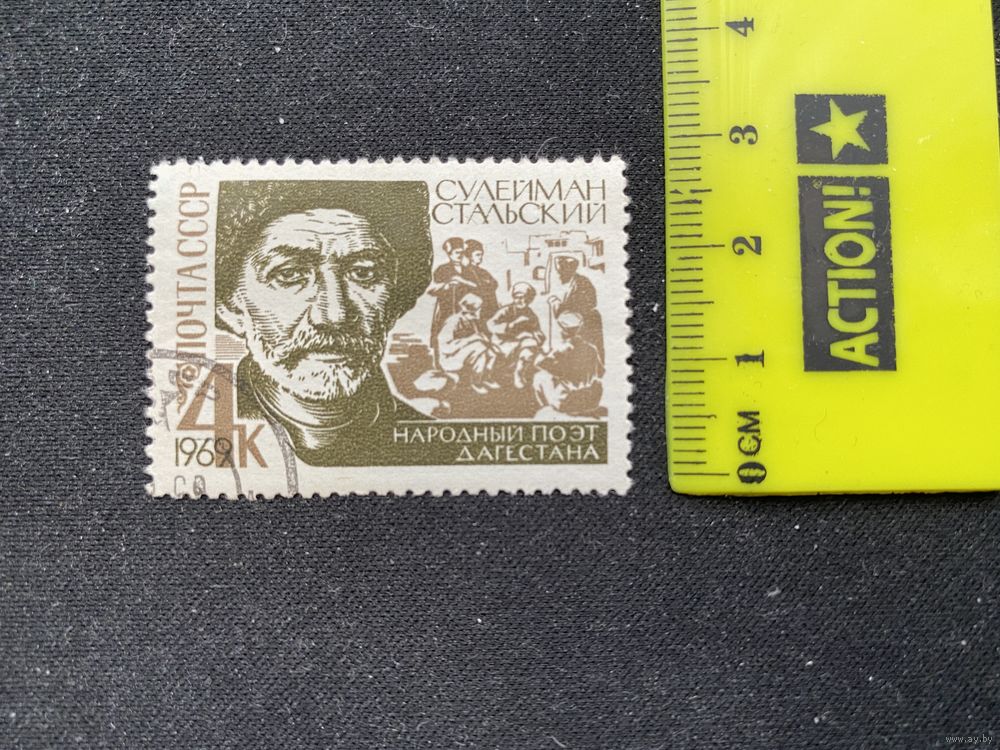 ПОЧТА СССР
СУЛЕЙМАН
СТАЛЬСКИЙ
4К
1969
НАРОДНЫЙ ПОЭТ
ДАГЕСТАНА
4
3
2
1
0 CM
ACTION!
www.ay.by